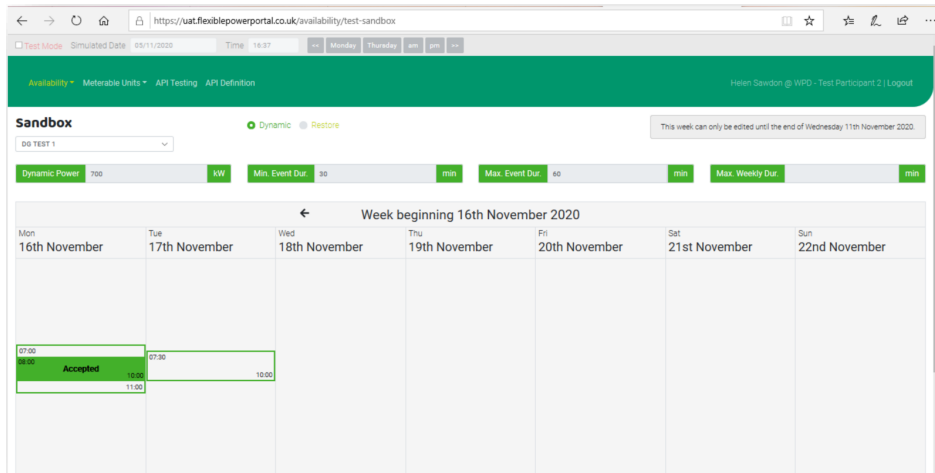 https://uat.flexiblepowerportal.co.uk/availability/test-sandbox
Test Mode Simulated Date 05/11/2020 Time 16:37 << Monday Thursday am pm >>
Availability Meterable Units API Testing API Definition Helen Sawdon @ WPD - Test Participant 2 | Logout
Sandbox Dynamic Restore This week can only be edited until the end of Wednesday 11th November 2020.
DG TEST 1
Dynamic Power 700 kW Min. Event Dur. 30 min Max. Event Dur. 60 min Max. Weekly Dur. min
Week beginning 16th November 2020
Mon Tue Wed Thu Fri Sat Sun
16th November 17th November 18th November 19th November 20th November 21st November 22nd November
07:00
08:00 07:30
Accepted
10:00 10:00
11:00